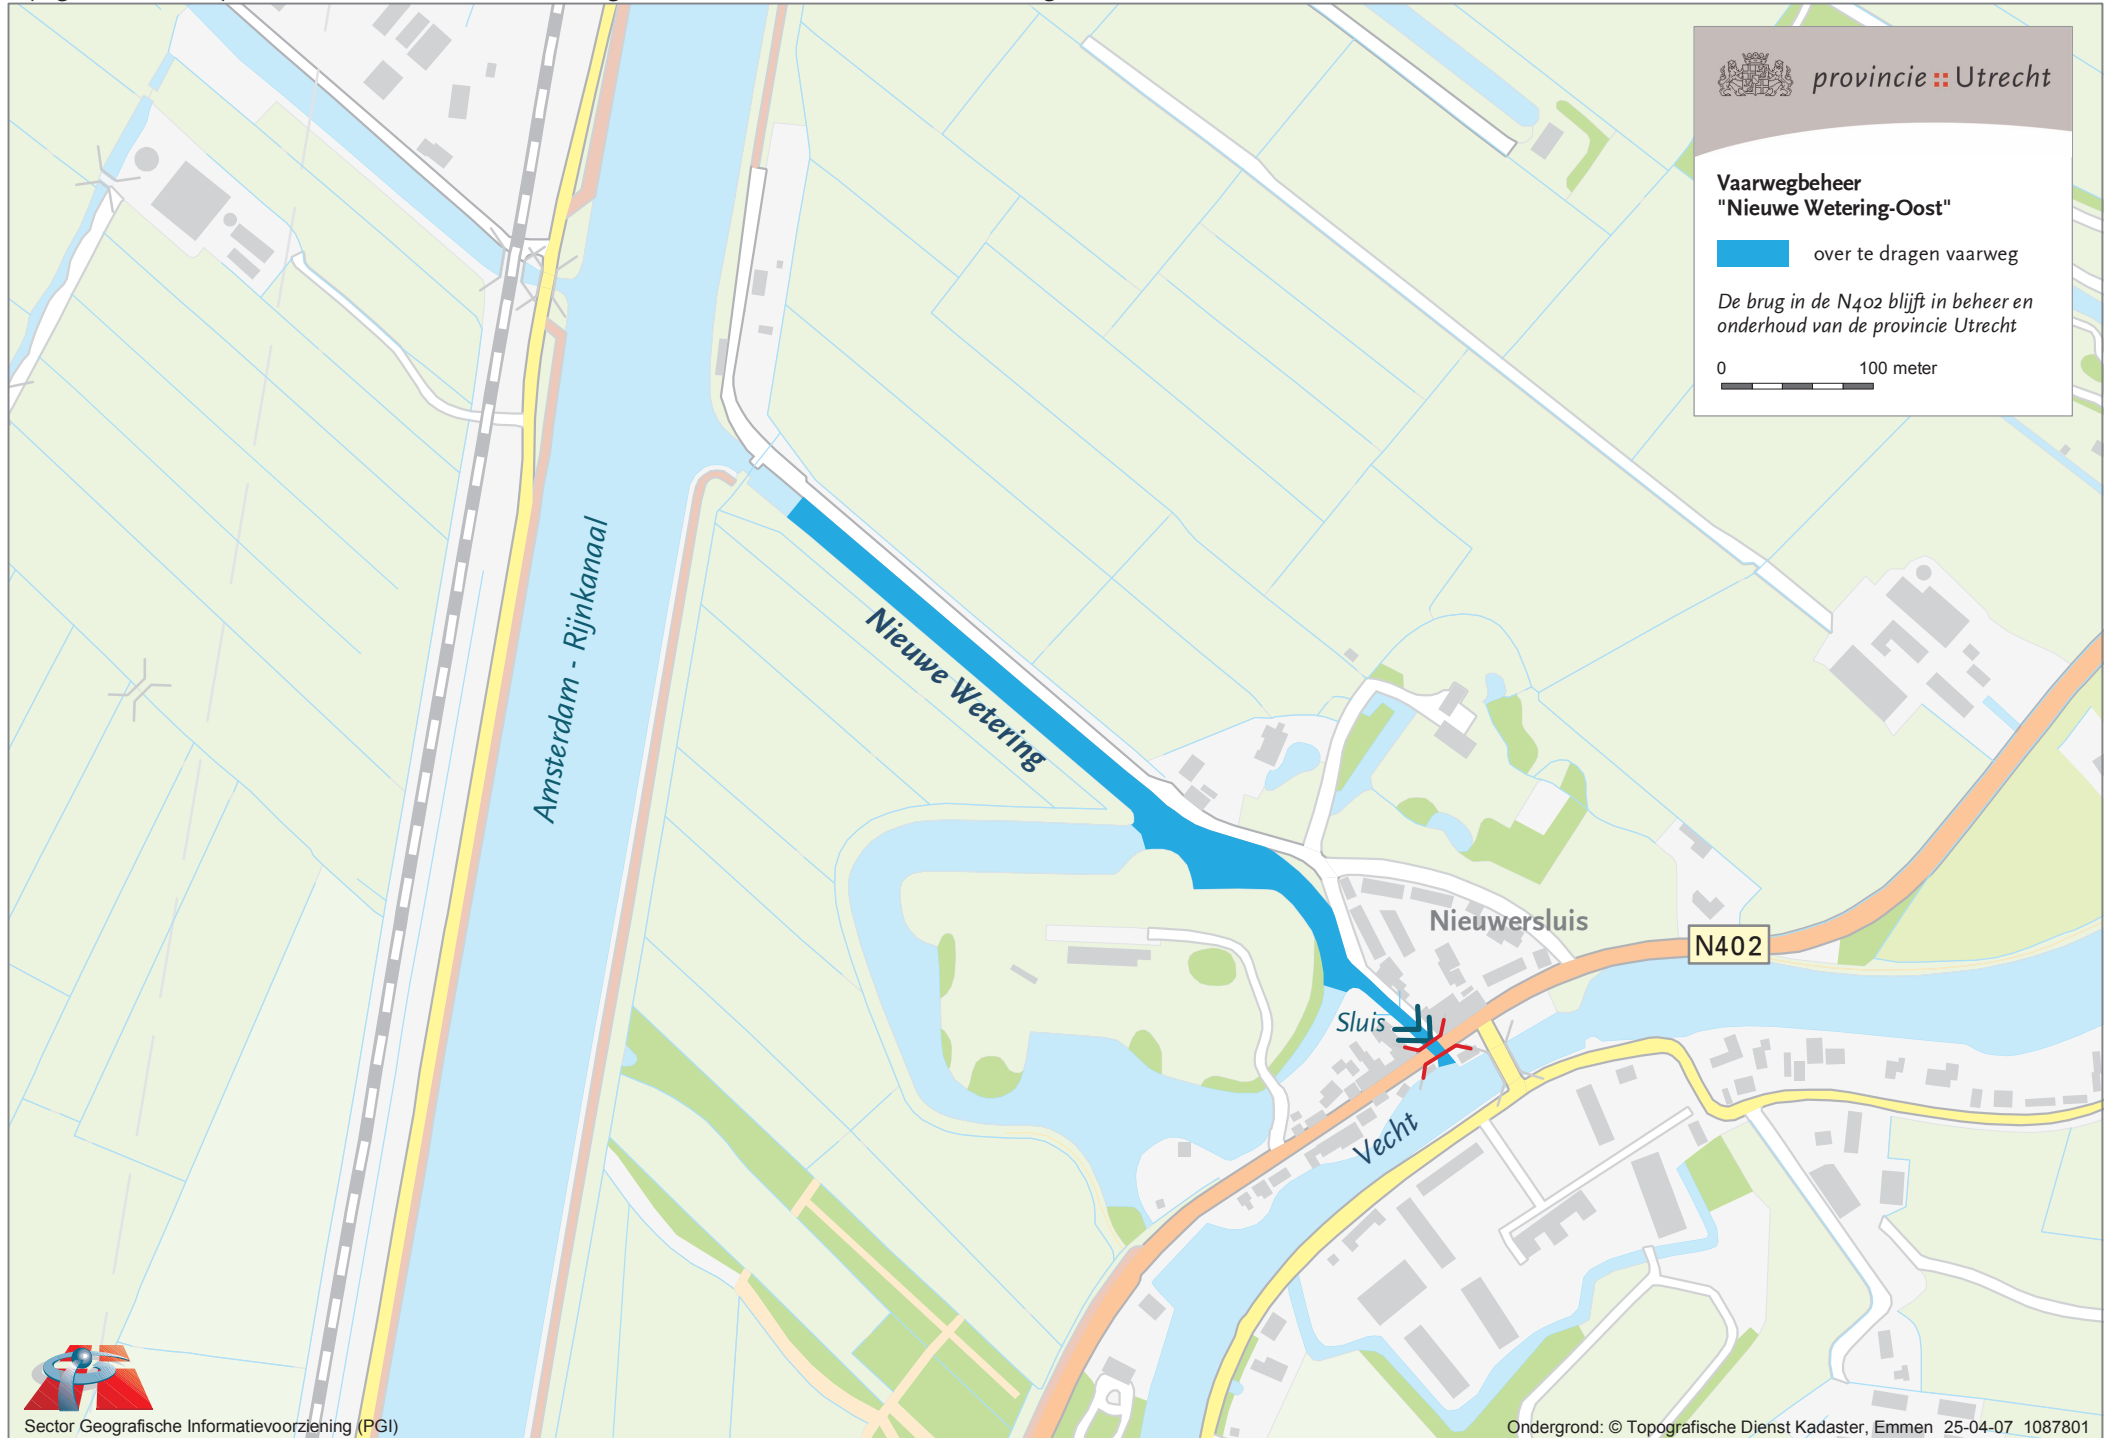 provincie :: Utrecht
Vaarwegbeheer
"Nieuwe Wetering-Oost"
over te dragen vaarweg
De brug in de N402 blijft in beheer en
onderhoud van de provincie Utrecht
0 100 meter
Amsterdam - Rijnkanaal
Nieuwe Wetering
Nieuwersluis
N402
Sluis
Vecht
Sector Geografische Informatievoorziening (PGI)
Ondergrond: © Topografische Dienst Kadaster, Emmen 25-04-07 1087801